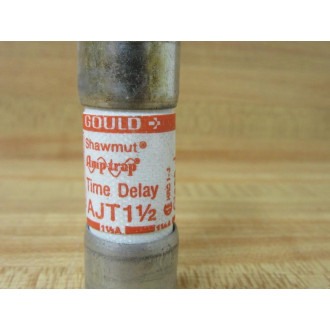 GOULD
Shawmut®
Amp-trap®
Time Delay
AJT1½
1½A.